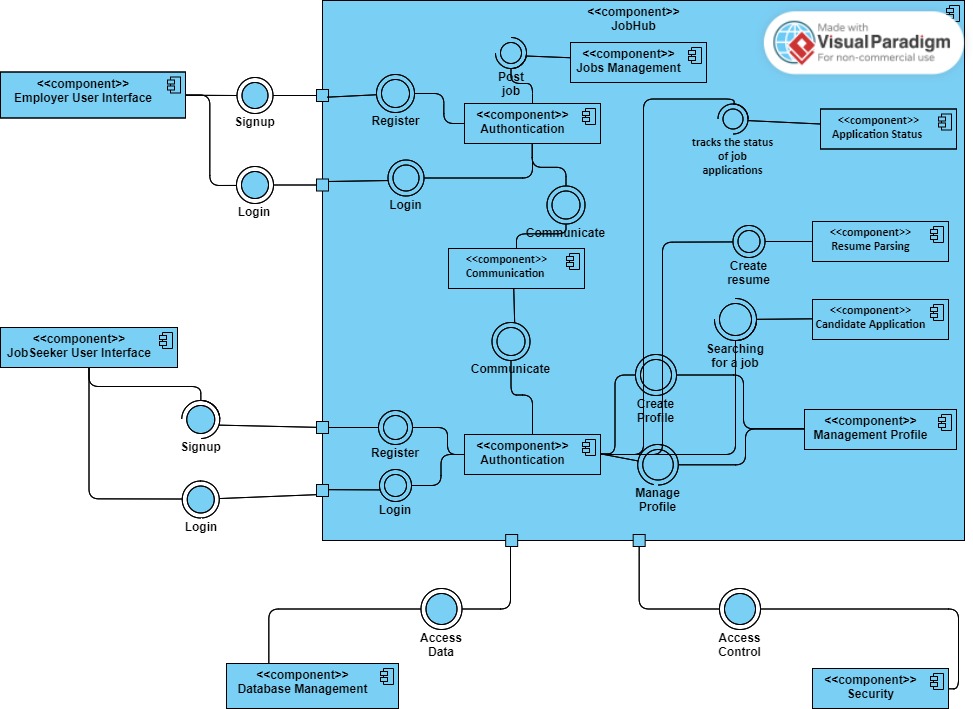 <<component>>
JobHub
Made with
VisualParadigm
For non-commercial use
<<component>>
Employer User Interface
Signup
Login
Register
Login
Post
job
<<component>>
Jobs Management
<<component>>
Authontication
Communicate
<<component>>
Communication
Communicate
tracks the status
of job
applications
<<component>>
Application Status
Create
resume
<<component>>
Resume Parsing
Searching
for a job
<<component>>
Candidate Application
<<component>>
JobSeeker User Interface
Signup
Login
Register
Login
<<component>>
Authontication
Create
Profile
Manage
Profile
<<component>>
Management Profile
Access
Data
Access
Control
<<component>>
Database Management
<<component>>
Security